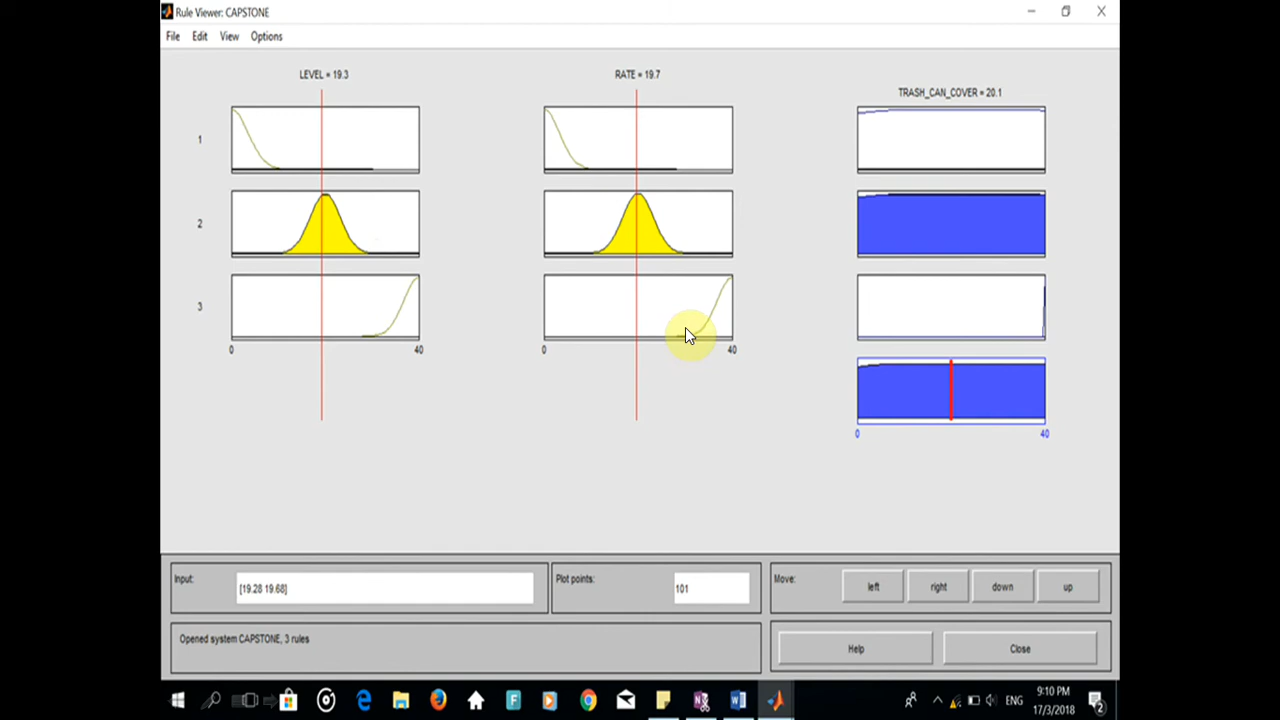 Rule Viewer: CAPSTONE
File Edit View Options
LEVEL = 19.3
RATE = 19.7
TRASH_CAN_COVER = 20.1
1
2
3
0 40
0 40
0 40
Input:
[19.28 19.68]
Plot points:
101
Move:
left
right
down
up
Opened system CAPSTONE, 3 rules
Help
Close
ENG
9:10 PM
17/3/2018
2